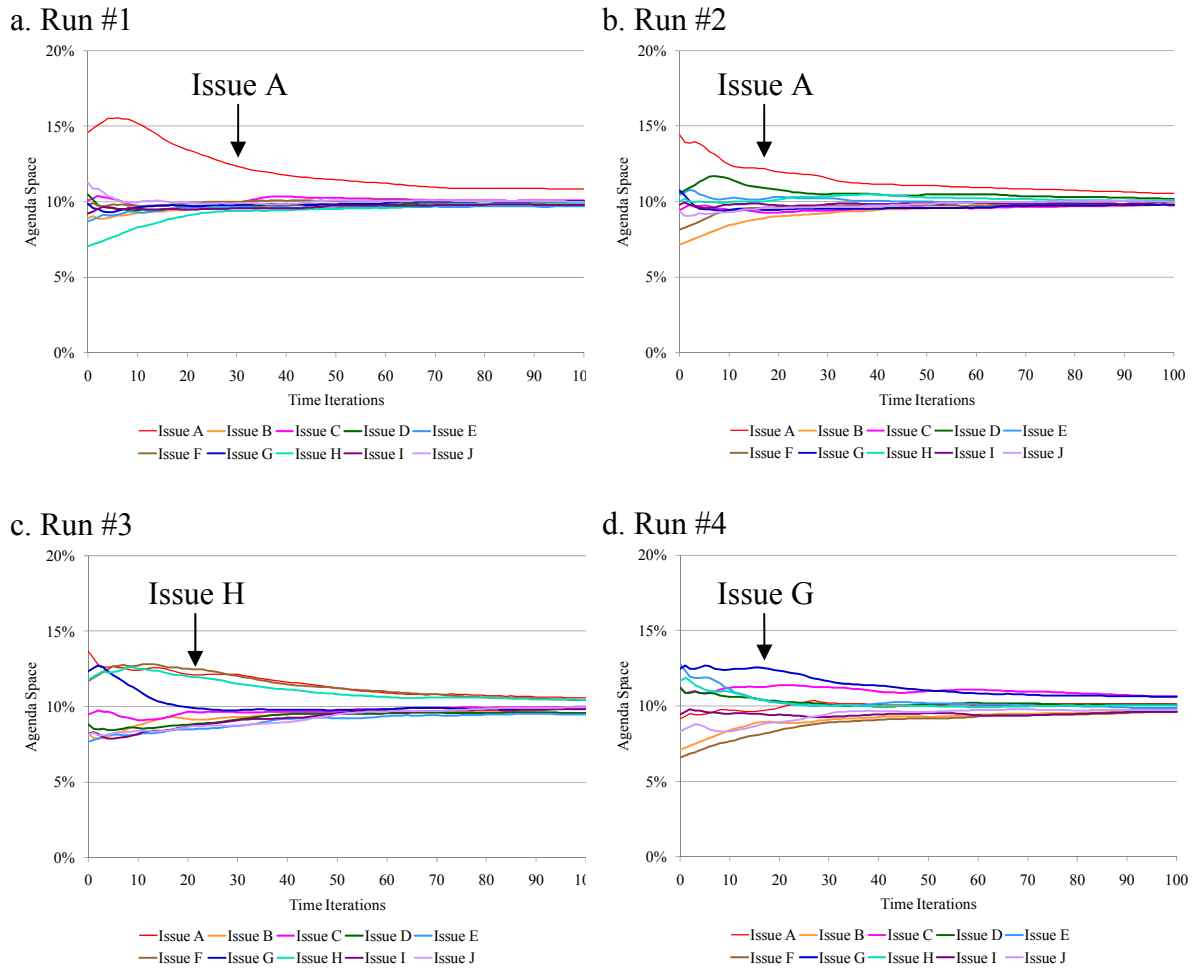 a. Run #1
20%
15%
10%
5%
0%
Agenda Space
Issue A
0 10 20 30 40 50 60 70 80 90 10
Time Iterations
Issue A Issue B Issue C Issue D Issue E
Issue F Issue G Issue H Issue I Issue J
b. Run #2
20%
15%
10%
5%
0%
Agenda Space
Issue A
0 10 20 30 40 50 60 70 80 90 100
Time Iterations
Issue A Issue B Issue C Issue D Issue E
Issue F Issue G Issue H Issue I Issue J
c. Run #3
20%
15%
10%
5%
0%
Agenda Space
Issue H
0 10 20 30 40 50 60 70 80 90 10
Time Iterations
Issue A Issue B Issue C Issue D Issue E
Issue F Issue G Issue H Issue I Issue J
d. Run #4
20%
15%
10%
5%
0%
Agenda Space
Issue G
0 10 20 30 40 50 60 70 80 90 100
Time Iterations
Issue A Issue B Issue C Issue D Issue E
Issue F Issue G Issue H Issue I Issue J